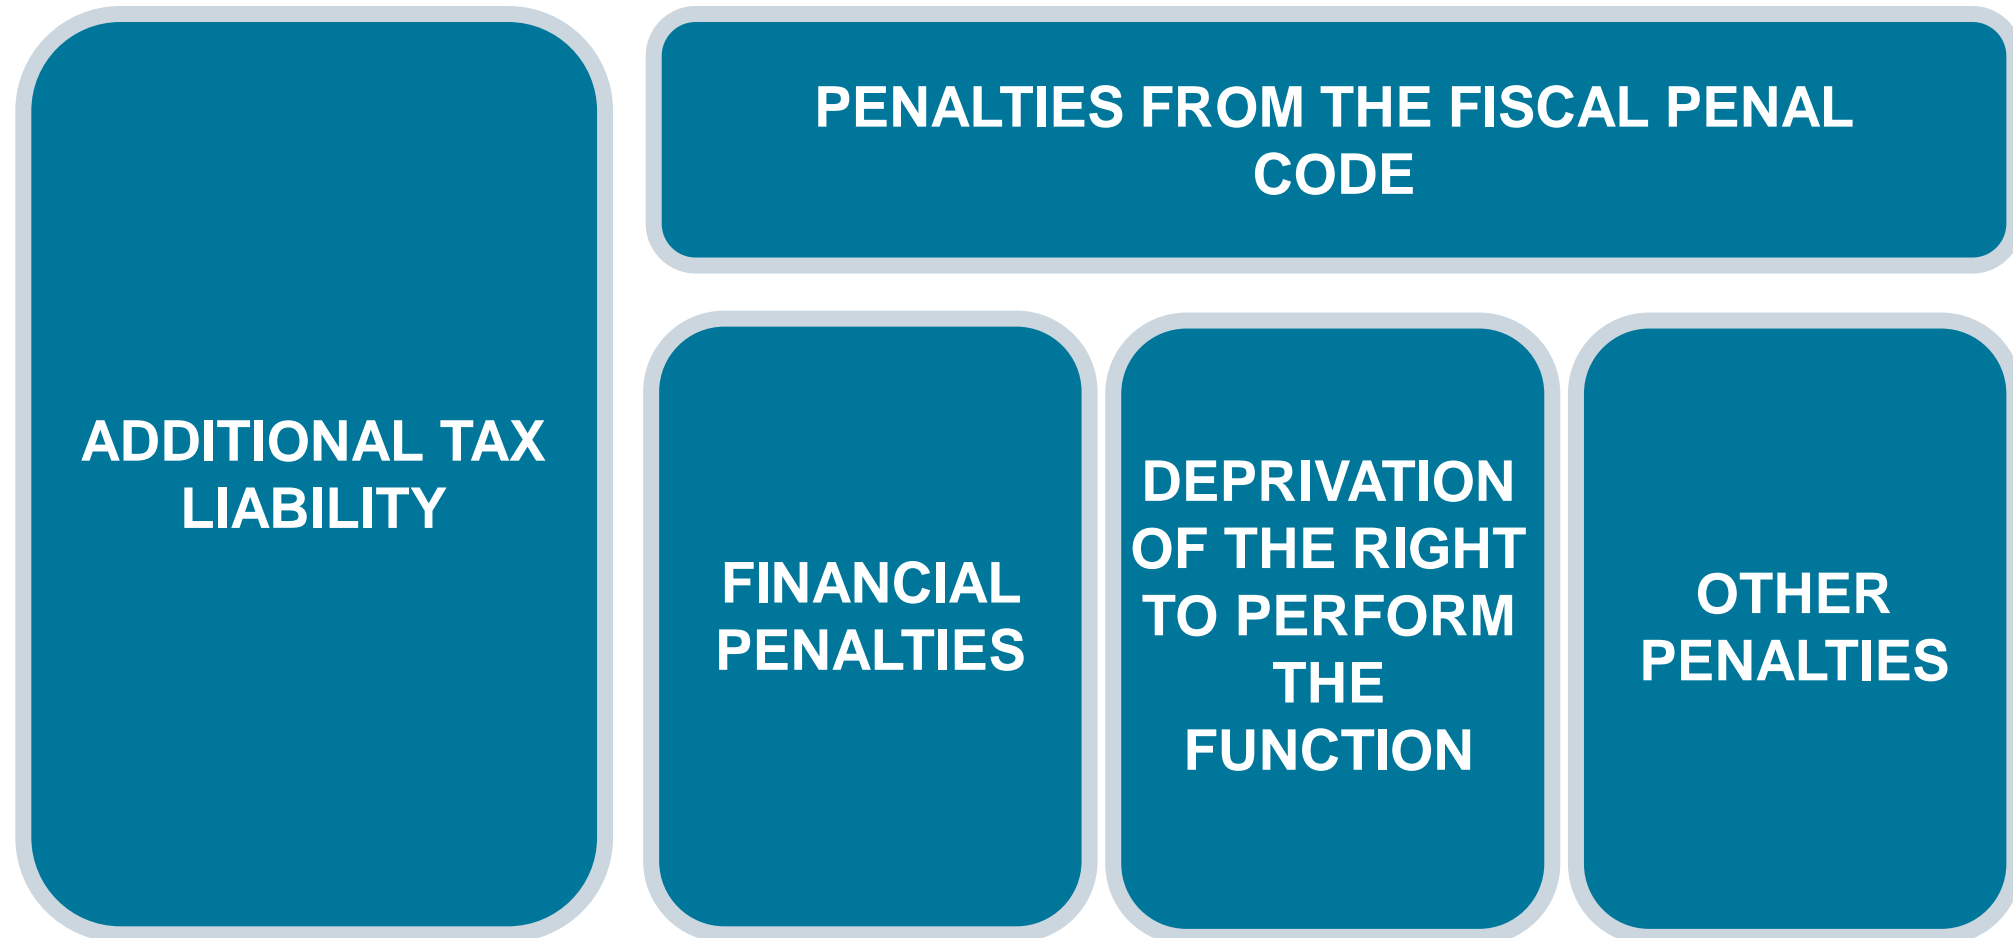 ADDITIONAL TAX
LIABILITY
PENALTIES FROM THE FISCAL PENAL
CODE
FINANCIAL
PENALTIES
DEPRIVATION
OF THE RIGHT
TO PERFORM
THE
FUNCTION
OTHER
PENALTIES